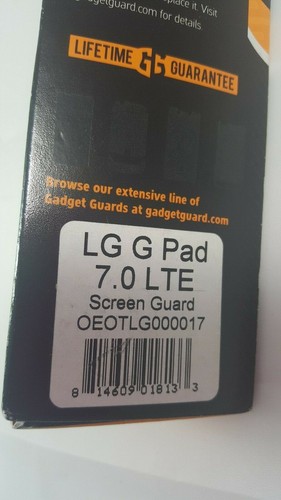 place it. Visit
gadgetguard.com for details.
LIFETIME GG GUARANTEE
Browse our extensive line of
Gadget Guards at gadgetguard.com
LG G Pad
7.0 LTE
Screen Guard
OEOTLG000017
8 14609 01813 3